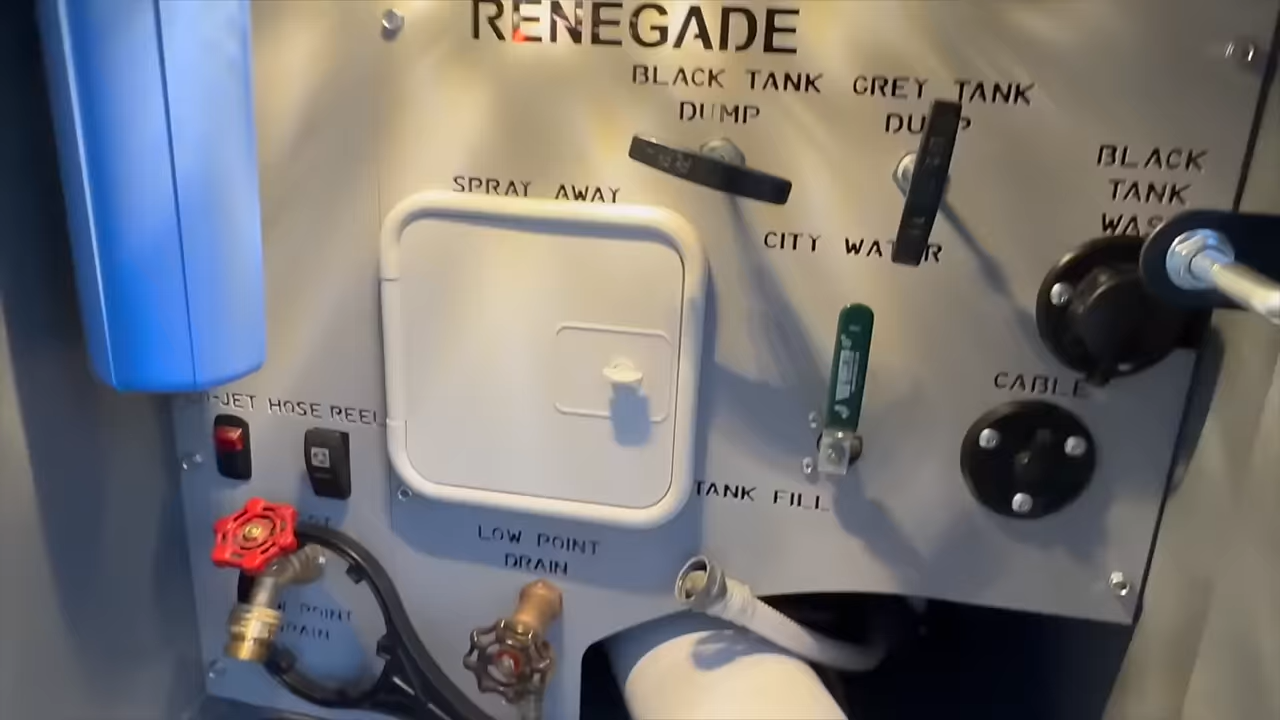 RENEGADE
BLACK TANK
DUMP
GREY TANK
BLACK
TANK
SPRAY AWAY
CITY
CABLE
HOSE REEL
TANK FILL
LOW POINT
DRAIN
POINT